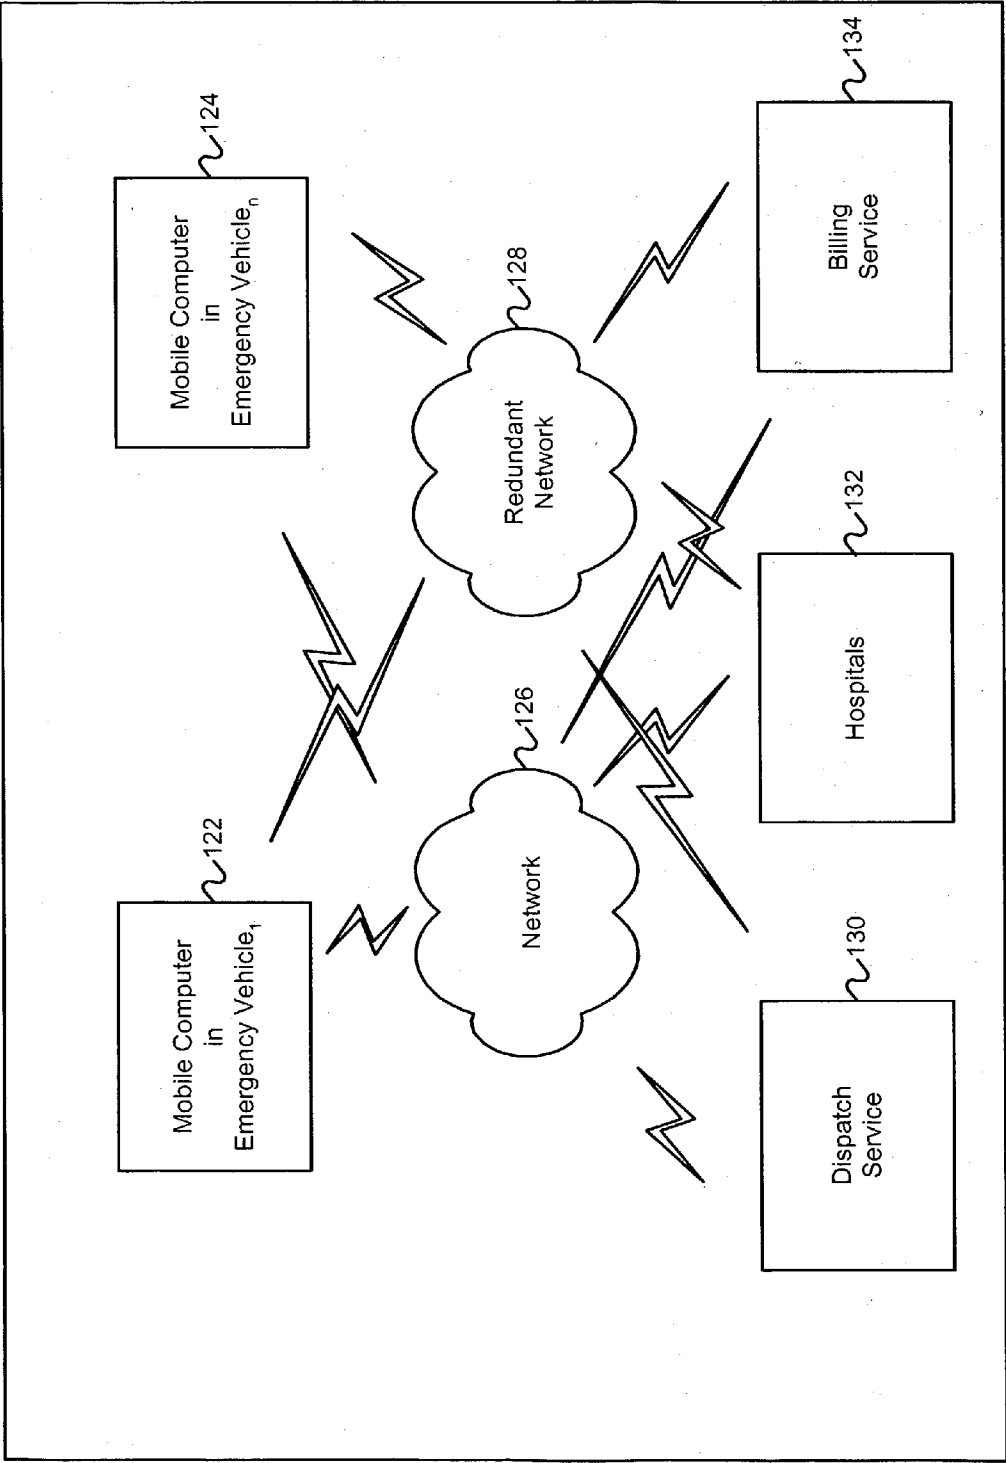 Mobile Computer
in
Emergency Vehicle₁
122
Mobile Computer
in
Emergency Vehicleₙ
124
Network
126
Redundant
Network
128
Dispatch
Service
130
Hospitals
132
Billing
Service
134